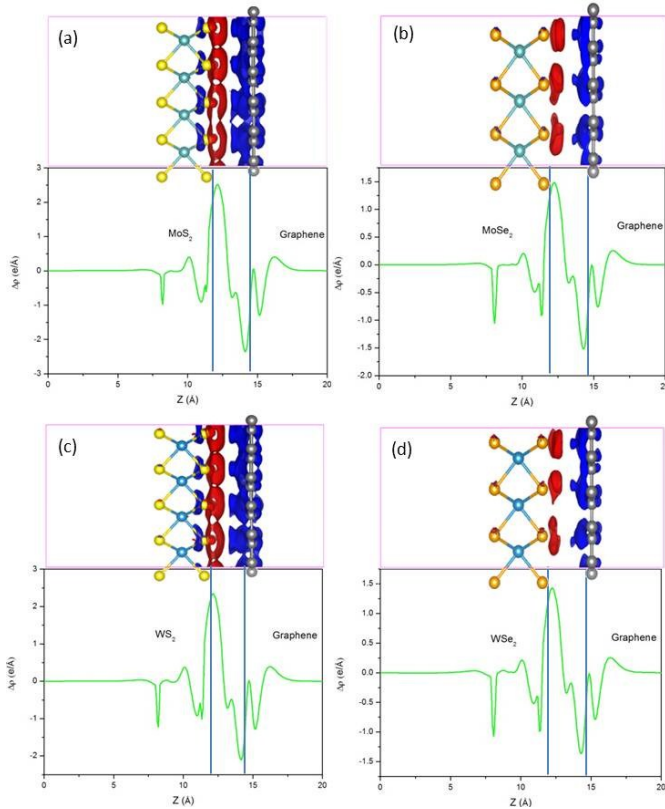 (a)
3
2
1
0
-1
-2
-3
Δρ (e/Å)
MoS₂
Graphene
0 5 10 15 20
Z (Å)
(b)
1.5
1.0
0.5
0.0
-0.5
-1.0
-1.5
-2.0
Δρ (e/Å)
MoSe₂
Graphene
0 5 10 15 20
Z (Å)
(c)
2
1
0
-1
-2
Δρ (e/Å)
WS₂
Graphene
0 5 10 15 20
Z (Å)
(d)
1.5
1.0
0.5
0.0
-0.5
-1.0
-1.5
Δρ (e/Å)
WSe₂
Graphene
0 5 10 15 20
Z (Å)